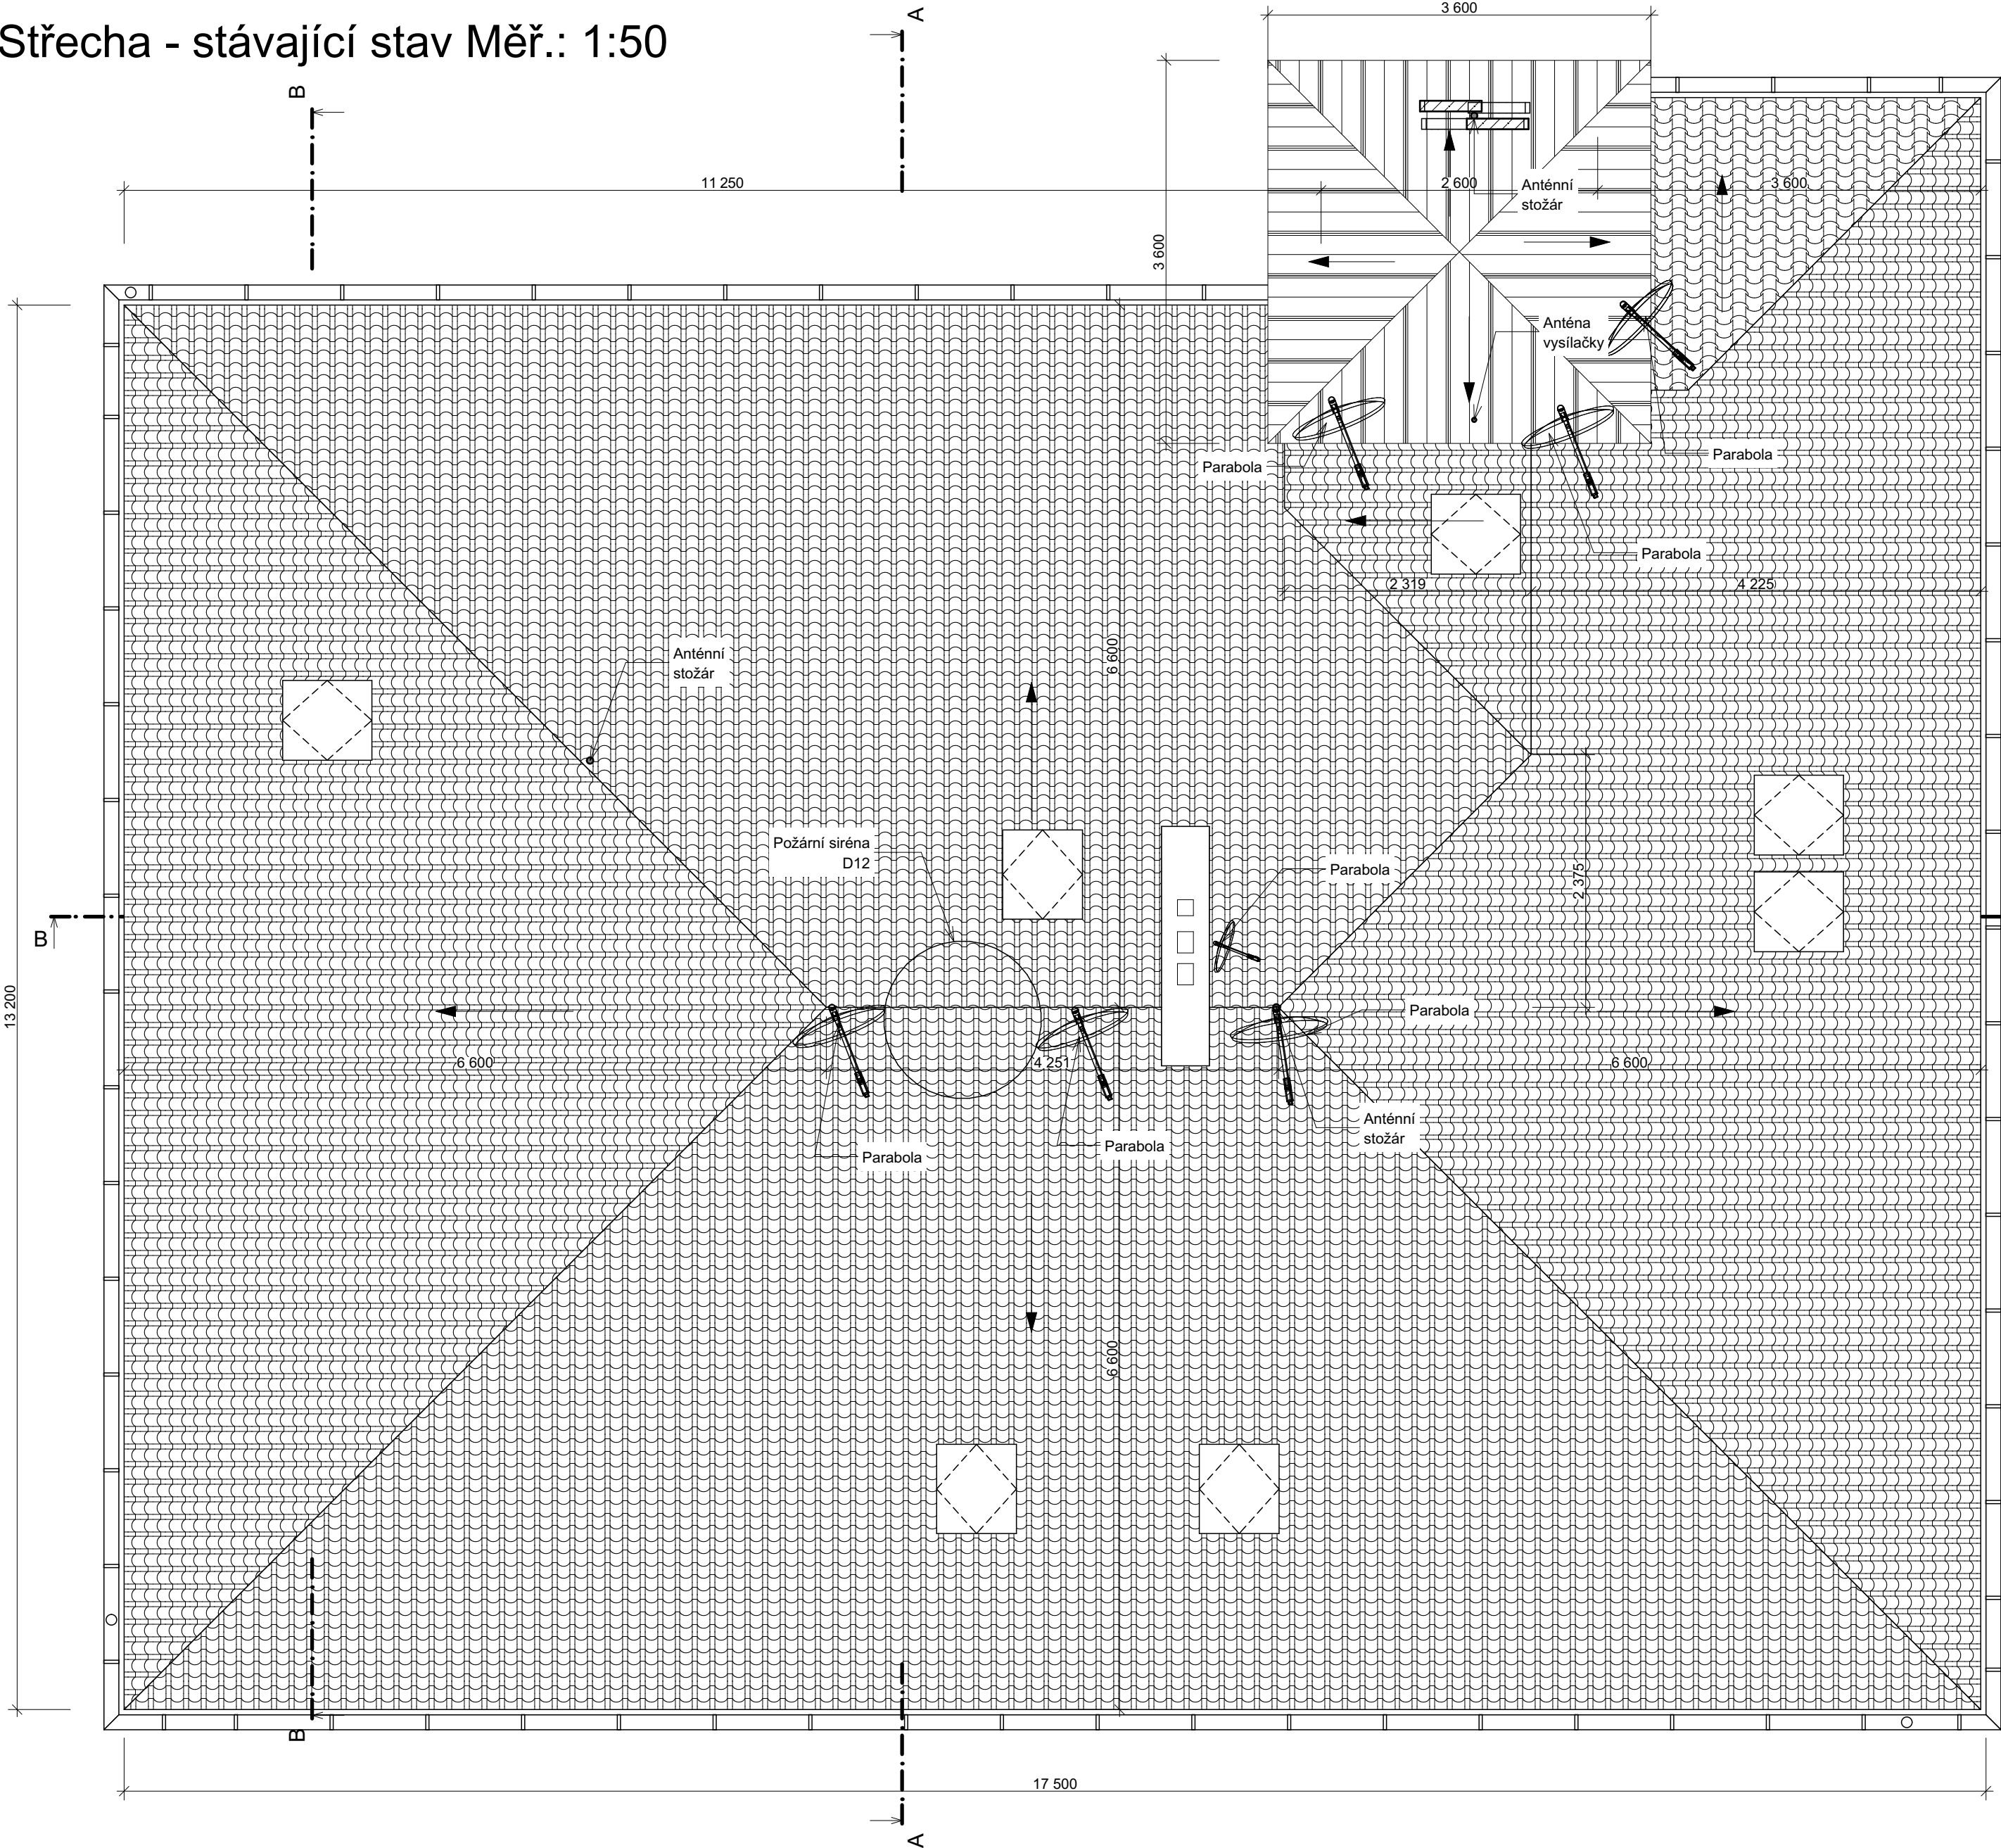 Střecha - stávající stav Měř.: 1:50
A
3 600
B
11 250
2 600
3 600
Anténní
stožár
3 600
Anténa
vysílačky
Parabola
Parabola
Parabola
2 319
4 225
Anténní
stožár
6 600
Požární siréna
D12
Parabola
2 375
B
13 200
Parabola
6 600
4 251
6 600
Anténní
stožár
Parabola
Parabola
6 600
B
17 500
A